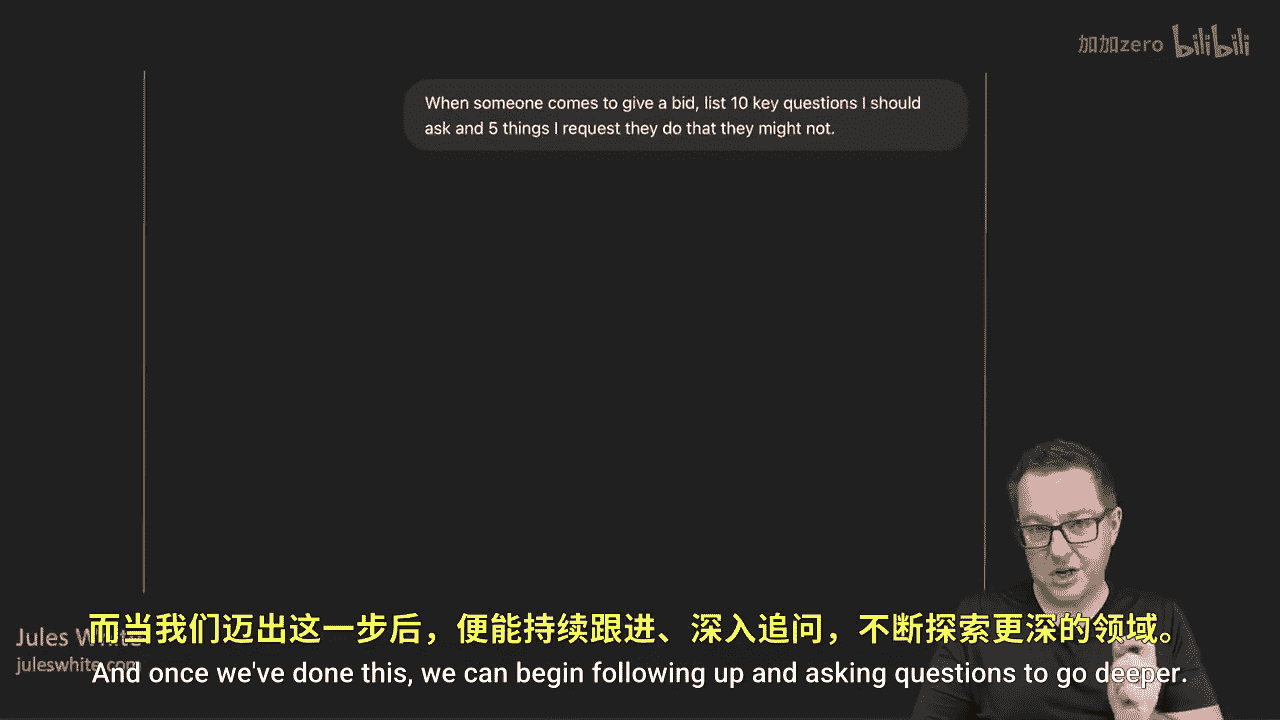 加加zero bilibili
When someone comes to give a bid, list 10 key questions I should
ask and 5 things I request they do that they might not.
Jules White
juleswhite.com
而当我们迈出这一步后，便能持续跟进、深入追问，不断探索更深的领域。
And once we've done this, we can begin following up and asking questions to go deeper.